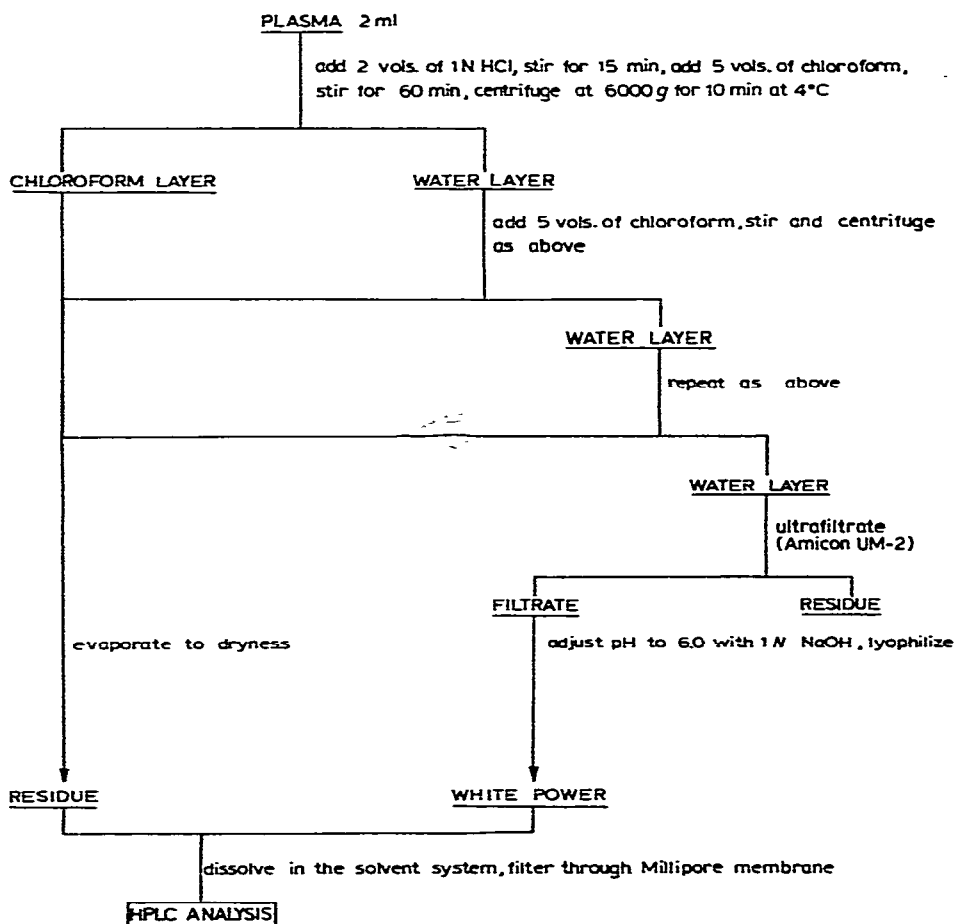 PLASMA 2 ml
add 2 vols. of 1N HCl, stir for 15 min, add 5 vols. of chloroform,
stir for 60 min, centrifuge at 6000 g for 10 min at 4°C
CHLOROFORM LAYER
WATER LAYER
add 5 vols. of chloroform, stir and centrifuge
as above
WATER LAYER
repeat as above
WATER LAYER
ultrafiltrate
(Amicon UM-2)
FILTRATE
RESIDUE
evaporate to dryness
adjust pH to 6.0 with 1N NaOH, lyophilize
RESIDUE
WHITE POWER
dissolve in the solvent system, filter through Millipore membrane
HPLC ANALYSIS